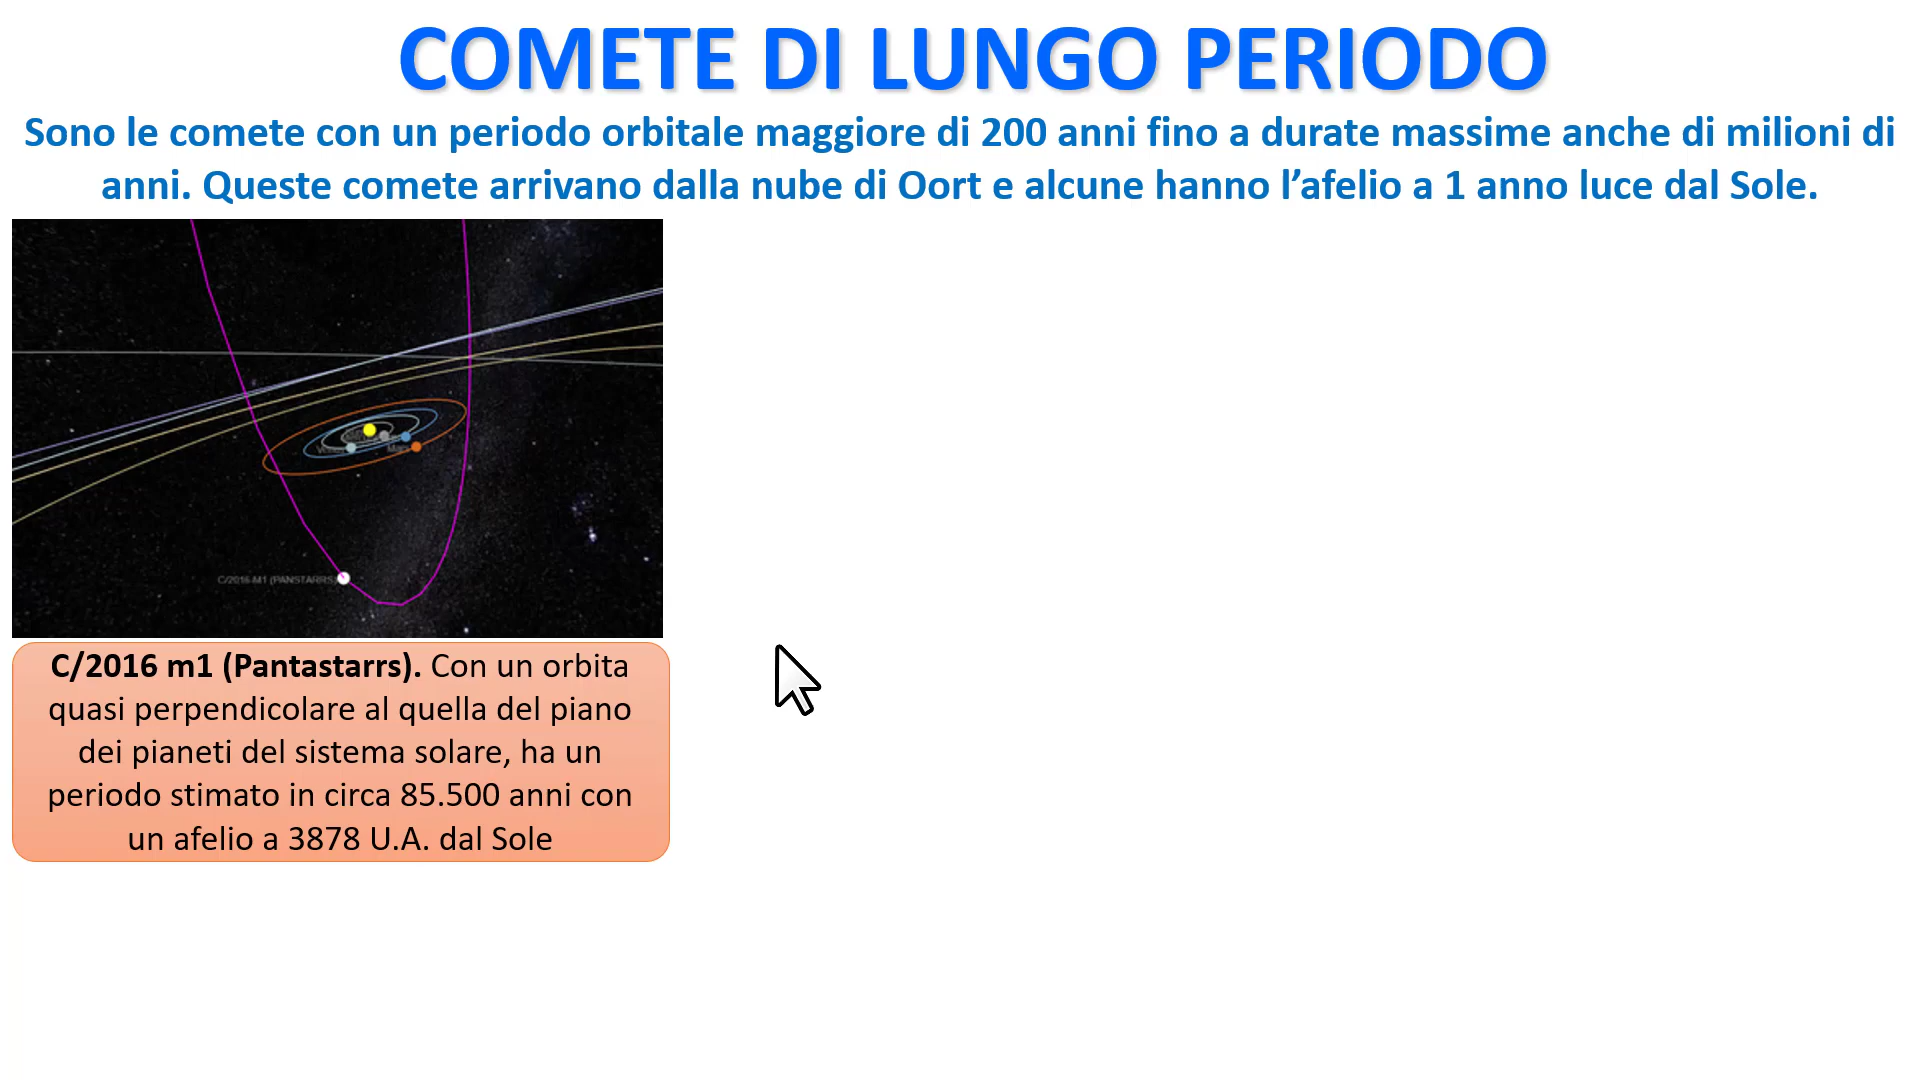 COMETE DI LUNGO PERIODO
Sono le comete con un periodo orbitale maggiore di 200 anni fino a durate massime anche di milioni di
anni. Queste comete arrivano dalla nube di Oort e alcune hanno l’afelio a 1 anno luce dal Sole.
C/2016 M1 (PANSTARRS)
C/2016 m1 (Pantastarrs). Con un orbita
quasi perpendicolare al quella del piano
dei pianeti del sistema solare, ha un
periodo stimato in circa 85.500 anni con
un afelio a 3878 U.A. dal Sole